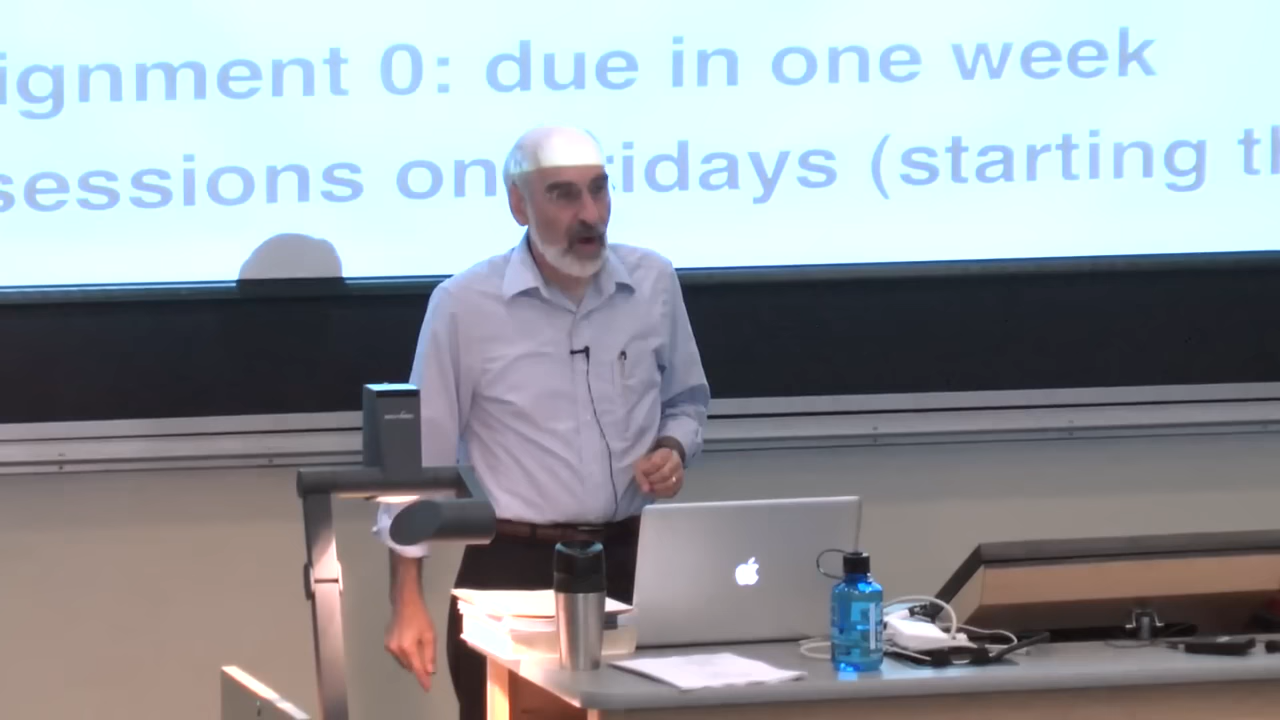 ignment 0: due in one week
sessions on idays (starting th